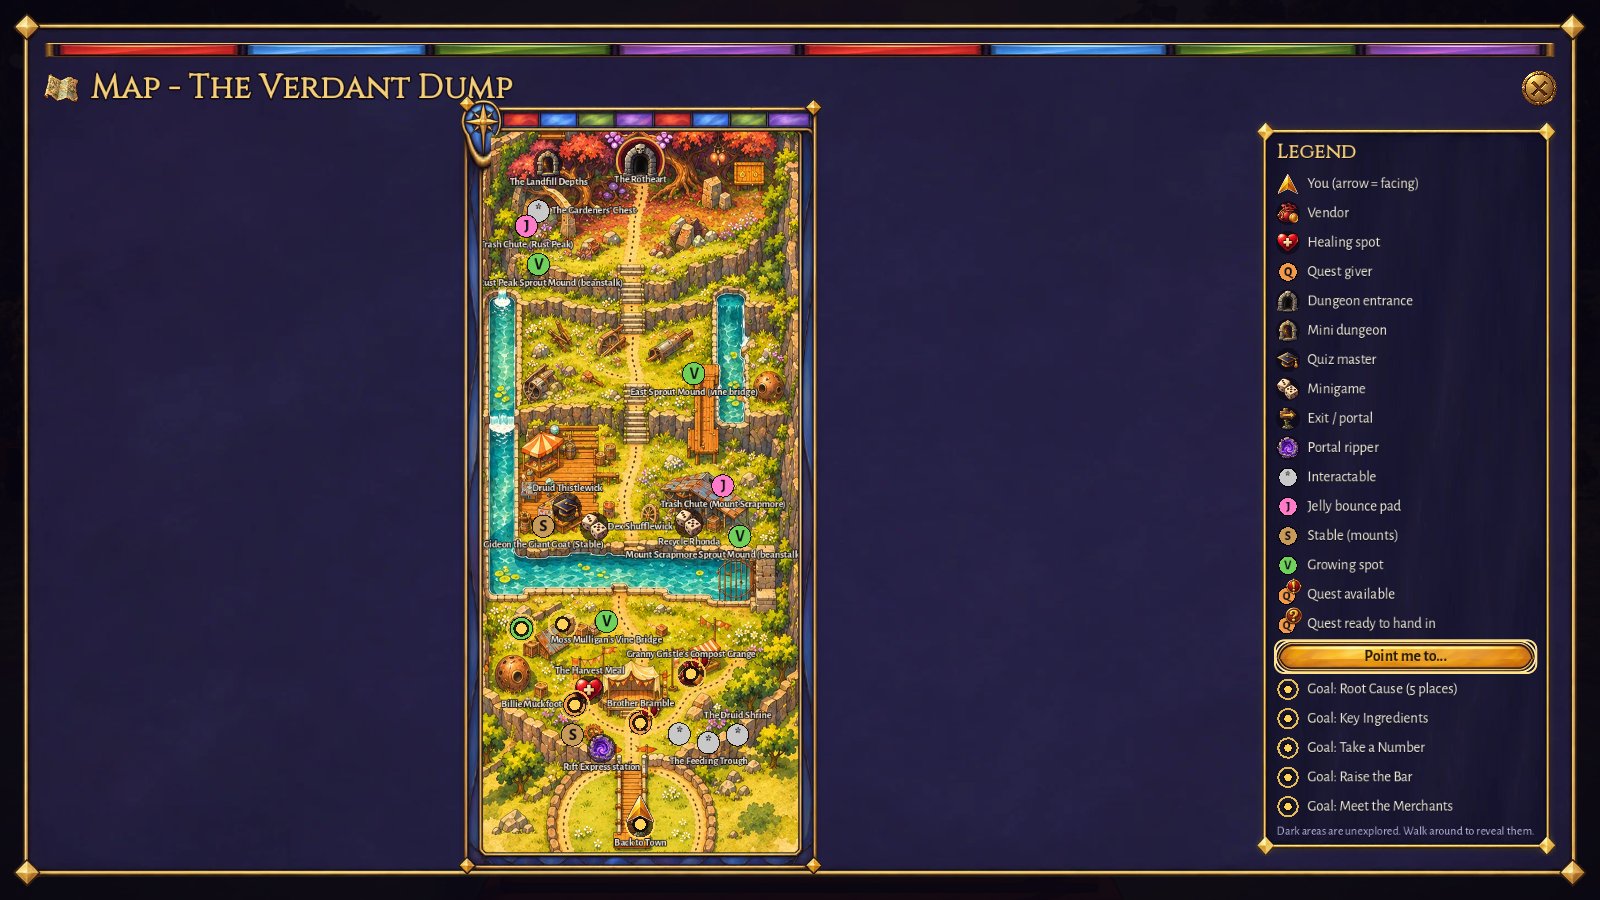 Map - The Verdant Dump
The Landfill Depths
The Rotheart
The Gardeners' Chest
J
rash Chute (Rust Peak)
V
ust Peak Sprout Mound (beanstalk)
V
East Sprout Mound (vine bridge)
Druid Thistlewick
J
Trash Chute (Mount Scrapmore)
S
Dex Shufflewick
V
Gideon the Giant Goat (Stable)
Recycle Rhonda
Mount Scrapmore Sprout Mound (beanstalk
V
Moss Mulligan's Vine Bridge
Granny Gristle's Compost Grange
The Harvest Meal
Billie Muckfoot
Brother Bramble
The Druid Shrine
S
Rift Express station
The Feeding Trough
Back to Town
Legend
You (arrow = facing)
Vendor
Healing spot
Q Quest giver
Dungeon entrance
Mini dungeon
Quiz master
Minigame
Exit / portal
Portal ripper
* Interactable
J Jelly bounce pad
S Stable (mounts)
V Growing spot
Q! Quest available
Q? Quest ready to hand in
Point me to...
Goal: Root Cause (5 places)
Goal: Key Ingredients
Goal: Take a Number
Goal: Raise the Bar
Goal: Meet the Merchants
Dark areas are unexplored. Walk around to reveal them.